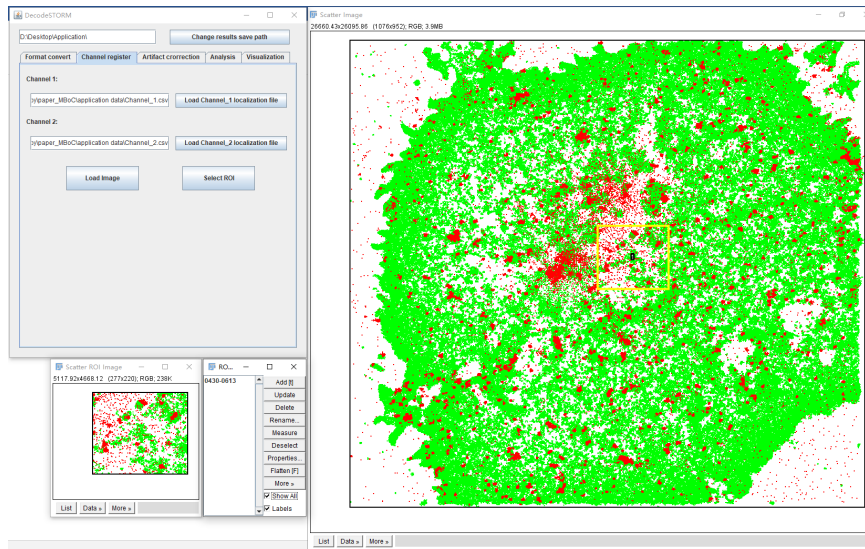 DecodeSTORM
D:\Desktop\Application\
Change results save path
Format convert
Channel register
Artifact crorrection
Analysis
Visualization
Channel 1:
y\paper_MBoC\application data\Channel_1.csv
Load Channel_1 localization file
Channel 2:
y\paper_MBoC\application data\Channel_2.csv
Load Channel_2 localization file
Load Image
Select ROI
Scatter Image
26660.43x26095.86 (1076x952); RGB; 3.9MB
0
List
Data »
More »
Scatter ROI Image
5117.92x4668.12 (277x220); RGB; 238K
List
Data »
More »
RO...
0430-0613
Add [t]
Update
Delete
Rename...
Measure
Deselect
Properties...
Flatten [F]
More »
Show All
Labels